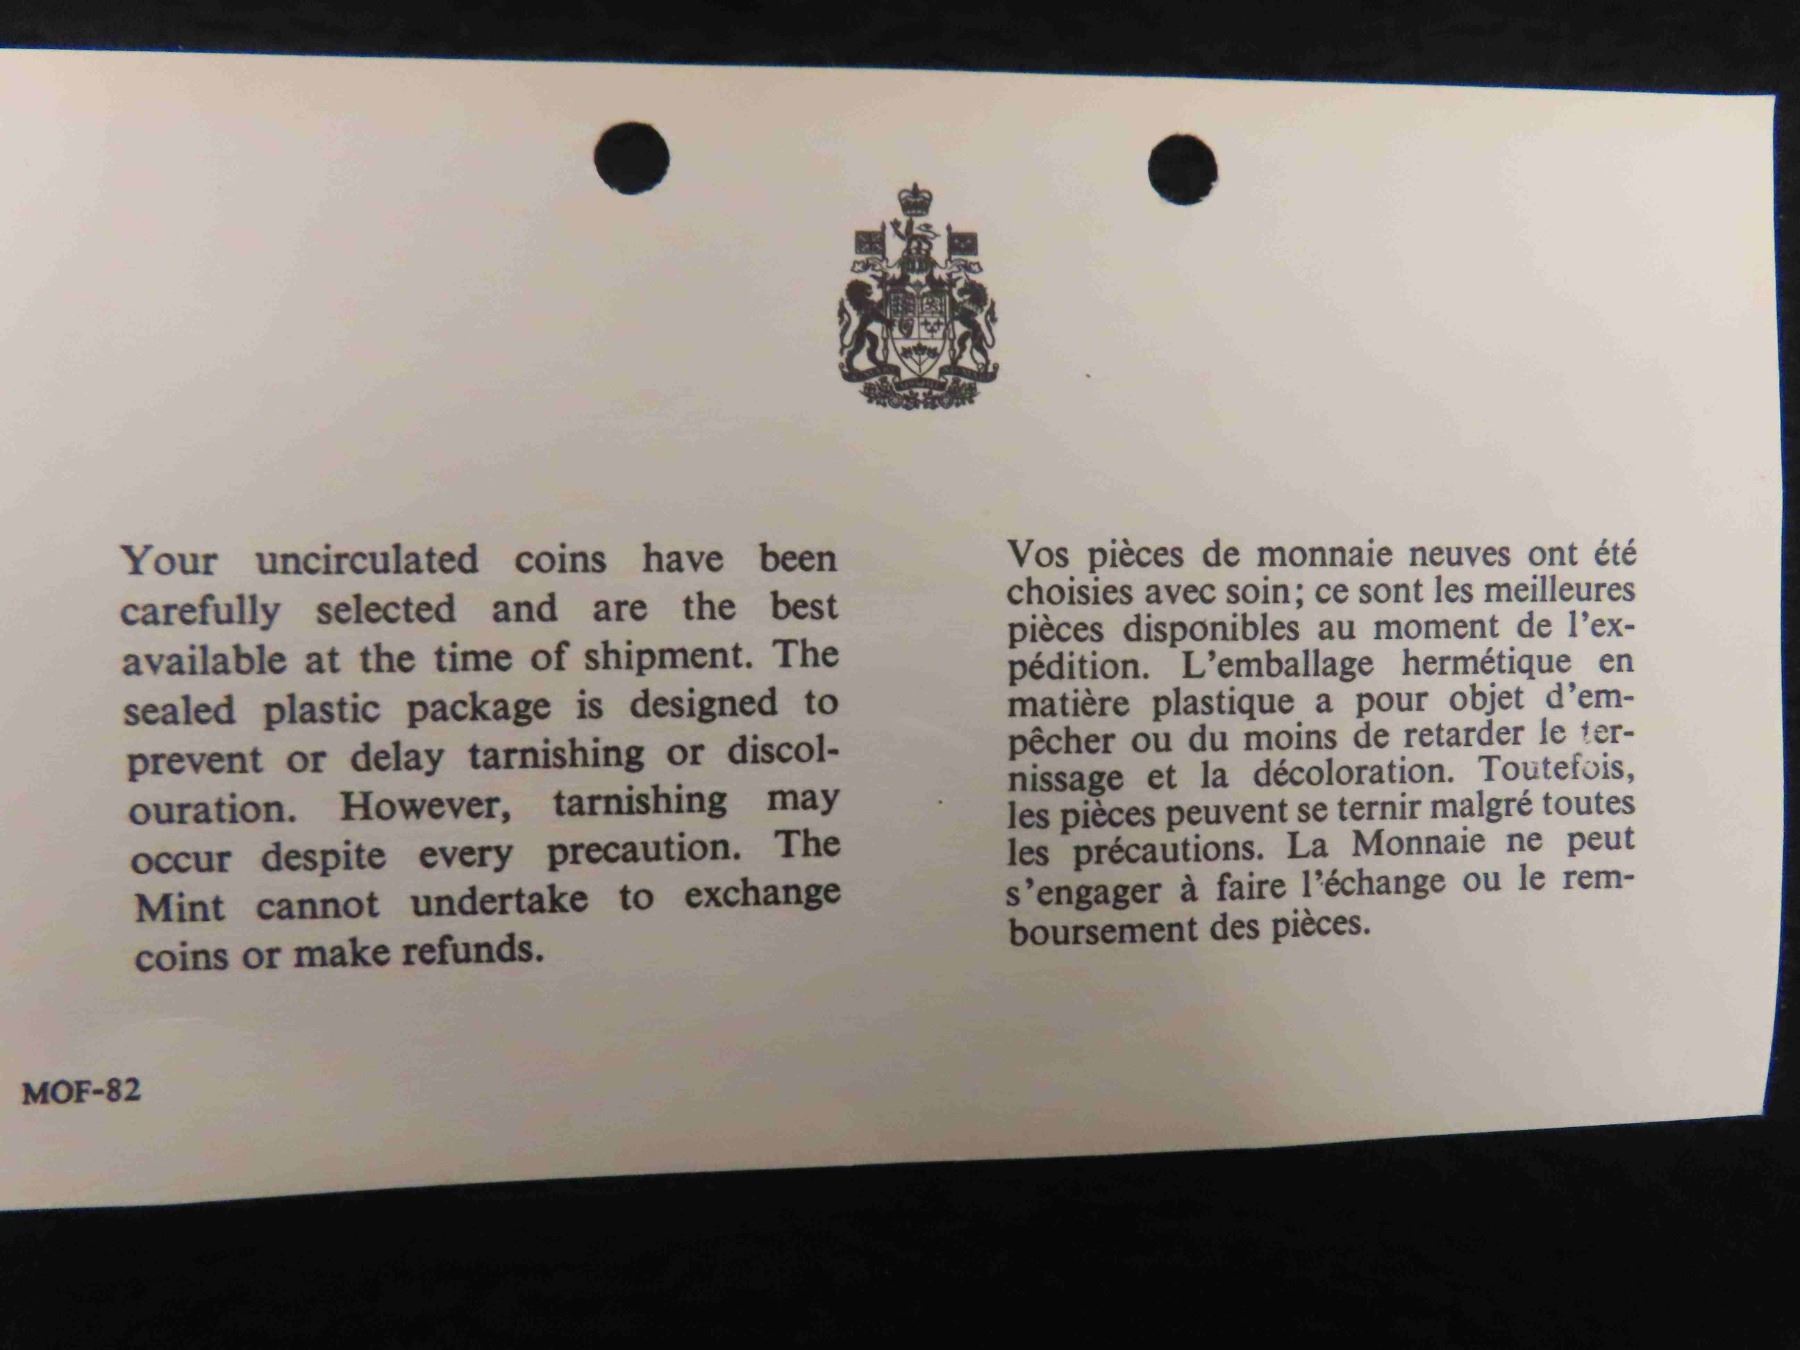 Your uncirculated coins have been
carefully selected and are the best
available at the time of shipment. The
sealed plastic package is designed to
prevent or delay tarnishing or discol-
ouration. However, tarnishing may
occur despite every precaution. The
Mint cannot undertake to exchange
coins or make refunds.
Vos pièces de monnaie neuves ont été
choisies avec soin; ce sont les meilleures
pièces disponibles au moment de l'ex-
pédition. L'emballage hermétique en
matière plastique a pour objet d'em-
pêcher ou du moins de retarder le ter-
nissage et la décoloration. Toutefois,
les pièces peuvent se ternir malgré toutes
les précautions. La Monnaie ne peut
s'engager à faire l'échange ou le rem-
boursement des pièces.
MOF-82